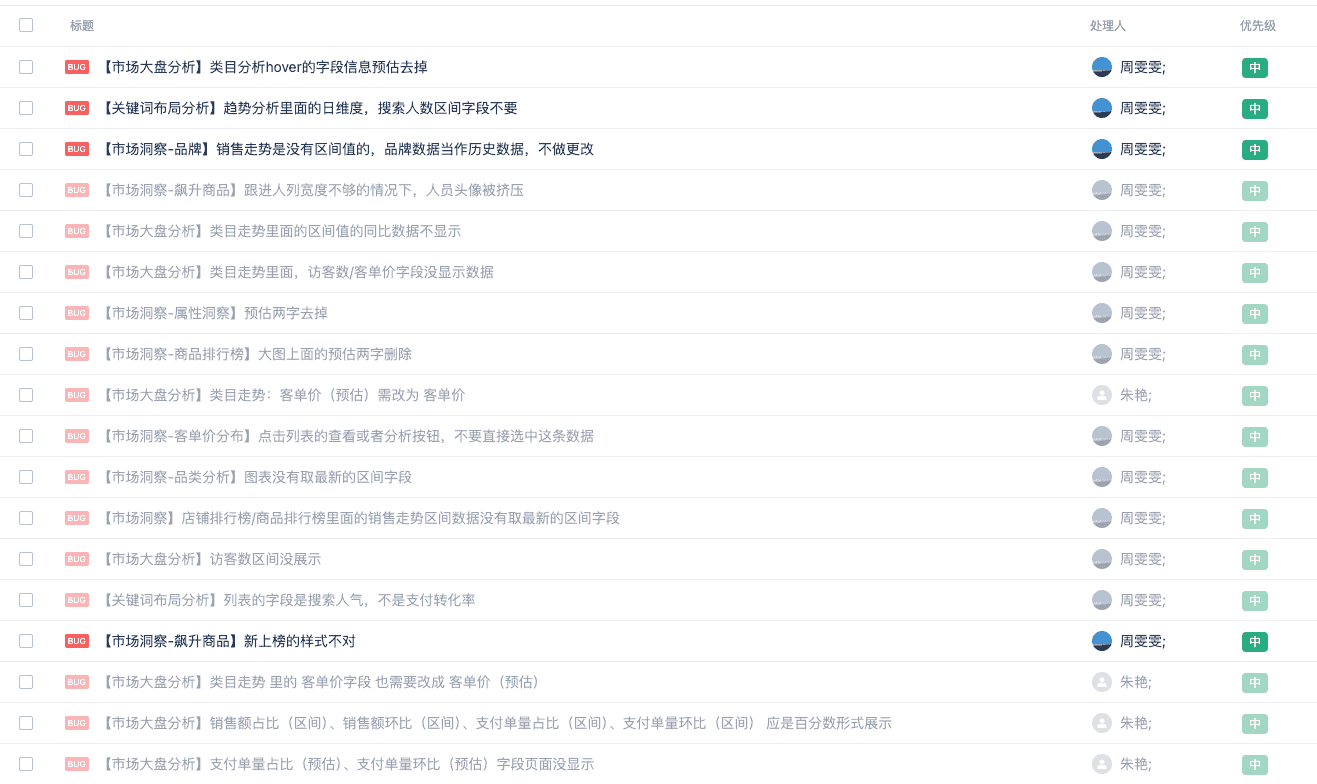 标题 处理人 优先级
BUG 【市场大盘分析】类目分析hover的字段信息预估去掉 周雯雯; 中
BUG 【关键词布局分析】趋势分析里面的日维度，搜索人数区间字段不要 周雯雯; 中
BUG 【市场洞察-品牌】销售走势是没有区间值的，品牌数据当作历史数据，不做更改 周雯雯; 中
BUG 【市场洞察-飙升商品】跟进人列宽度不够的情况下，人员头像被挤压 周雯雯; 中
BUG 【市场大盘分析】类目走势里面的区间值的同比数据不显示 周雯雯; 中
BUG 【市场大盘分析】类目走势里面，访客数/客单价字段没显示数据 周雯雯; 中
BUG 【市场洞察-属性洞察】预估两字去掉 周雯雯; 中
BUG 【市场洞察-商品排行榜】大图上面的预估两字删除 周雯雯; 中
BUG 【市场大盘分析】类目走势：客单价（预估）需改为 客单价 朱艳; 中
BUG 【市场洞察-客单价分布】点击列表的查看或者分析按钮，不要直接选中这条数据 周雯雯; 中
BUG 【市场洞察-品类分析】图表没有取最新的区间字段 周雯雯; 中
BUG 【市场洞察】店铺排行榜/商品排行榜里面的销售走势区间数据没有取最新的区间字段 周雯雯; 中
BUG 【市场大盘分析】访客数区间没展示 周雯雯; 中
BUG 【关键词布局分析】列表的字段是搜索人气，不是支付转化率 周雯雯; 中
BUG 【市场洞察-飙升商品】新上榜的样式不对 周雯雯; 中
BUG 【市场大盘分析】类目走势 里的 客单价字段 也需要改成 客单价（预估） 朱艳; 中
BUG 【市场大盘分析】销售额占比（区间）、销售额环比（区间）、支付单量占比（区间）、支付单量环比（区间） 应是百分数形式展示 朱艳; 中
BUG 【市场大盘分析】支付单量占比（预估）、支付单量环比（预估）字段页面没显示 朱艳; 中